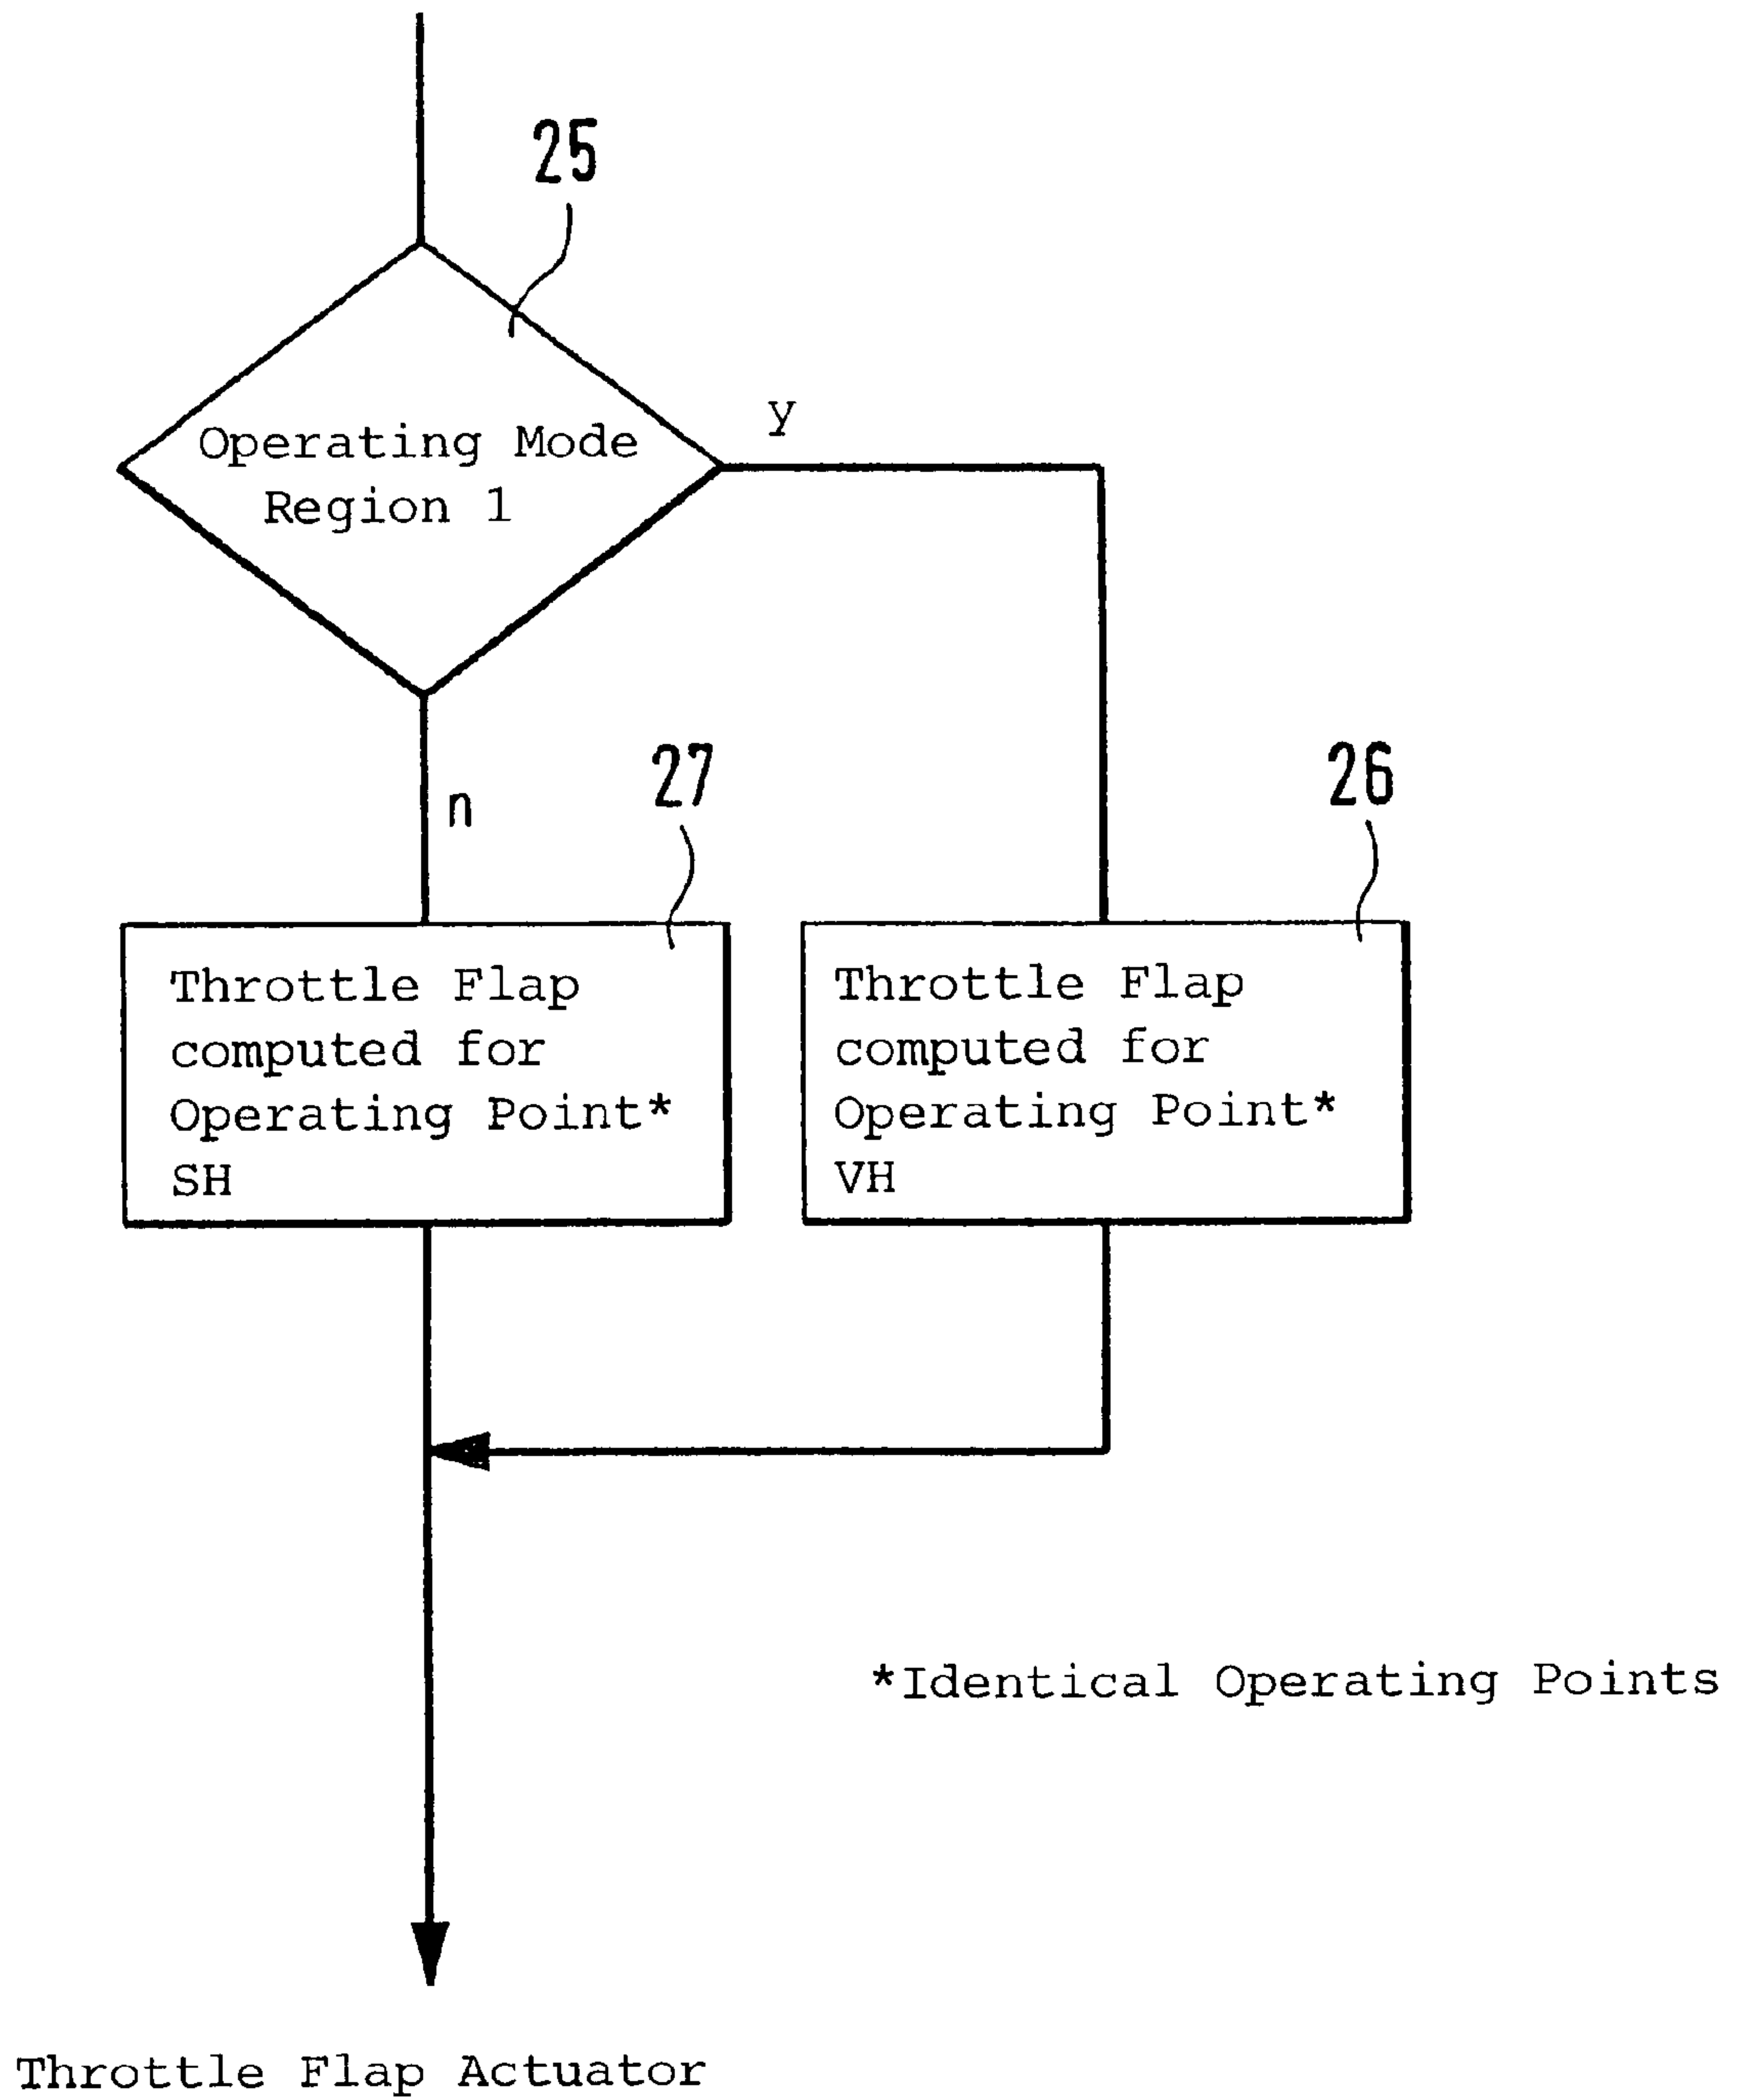 25
y
Operating Mode
Region 1
n
27
26
Throttle Flap
computed for
Operating Point*
SH
Throttle Flap
computed for
Operating Point*
VH
*Identical Operating Points
Throttle Flap Actuator